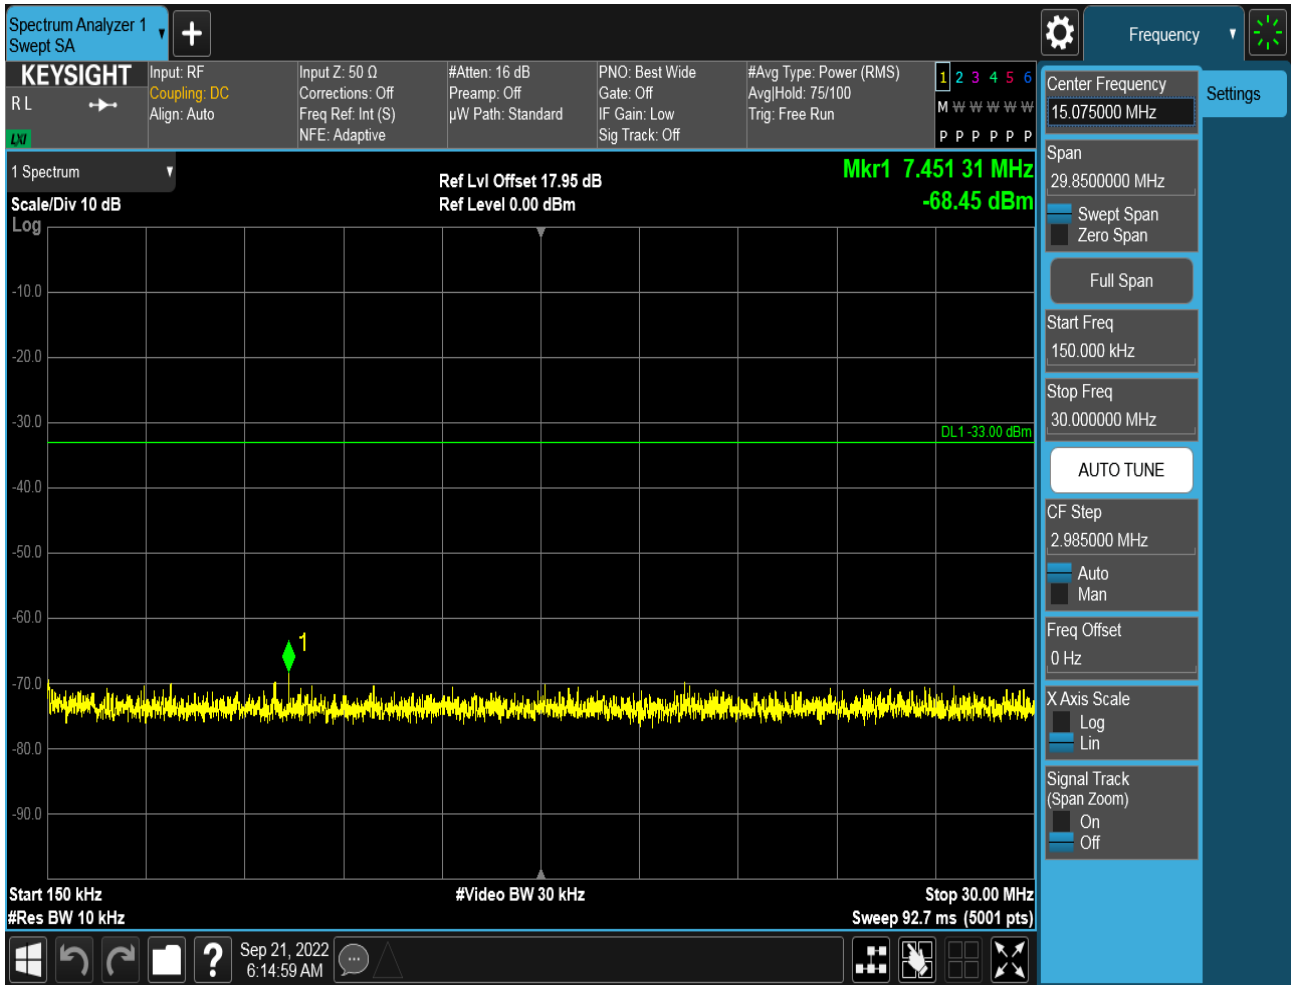 Spectrum Analyzer 1
Swept SA
Frequency
KEYSIGHT
R L
LXI
Input: RF
Coupling: DC
Align: Auto
Input Z: 50 Ω
Corrections: Off
Freq Ref: Int (S)
NFE: Adaptive
#Atten: 16 dB
Preamp: Off
µW Path: Standard
PNO: Best Wide
Gate: Off
IF Gain: Low
Sig Track: Off
#Avg Type: Power (RMS)
Avg|Hold: 75/100
Trig: Free Run
1 2 3 4 5 6
M W W W W W
P P P P P P
1 Spectrum
Scale/Div 10 dB
Log
Ref Lvl Offset 17.95 dB
Ref Level 0.00 dBm
Mkr1 7.451 31 MHz
-68.45 dBm
-10.0
-20.0
-30.0
DL1 -33.00 dBm
-40.0
-50.0
-60.0
1
-70.0
-80.0
-90.0
Start 150 kHz
#Res BW 10 kHz
#Video BW 30 kHz
Stop 30.00 MHz
Sweep 92.7 ms (5001 pts)
Center Frequency
15.075000 MHz
Settings
Span
29.8500000 MHz
Swept Span
Zero Span
Full Span
Start Freq
150.000 kHz
Stop Freq
30.000000 MHz
AUTO TUNE
CF Step
2.985000 MHz
Auto
Man
Freq Offset
0 Hz
X Axis Scale
Log
Lin
Signal Track
(Span Zoom)
On
Off
?
Sep 21, 2022
6:14:59 AM